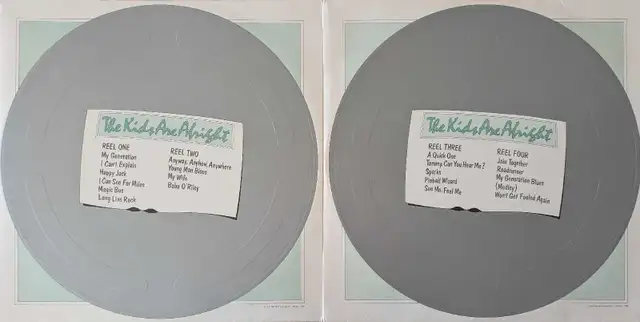 The Kids Are Alright
REEL ONE
My Generation
I Can't Explain
Happy Jack
I Can See For Miles
Magic Bus
Long Live Rock
REEL TWO
Anyway, Anyhow, Anywhere
Young Man Blues
My Wife
Baba O'Riley
The Kids Are Alright
REEL THREE
A Quick One
Tommy, Can You Hear Me?
Sparks
Pinball Wizard
See Me, Feel Me
REEL FOUR
Join Together
Roadrunner
My Generation Blues
(Medley)
Won't Get Fooled Again